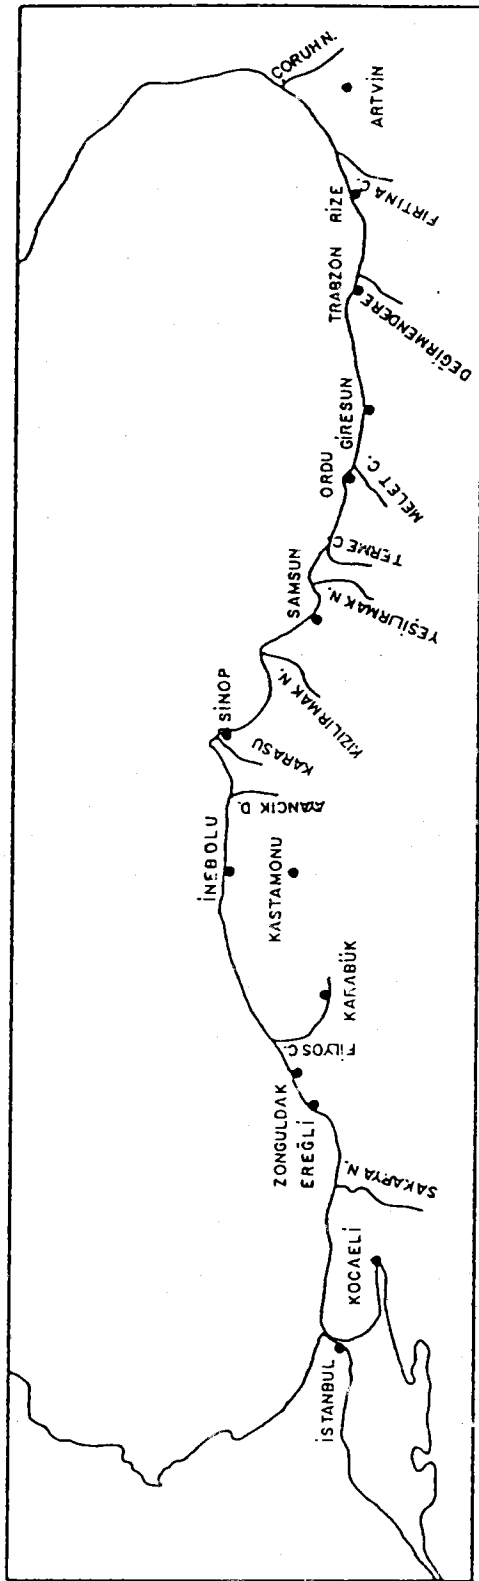 İSTANBUL
KOCAELİ
SAKARYA N.
EREĞLİ
ZONGULDAK
FİLYOS Ç.
KARABÜK
KASTAMONU
İNEBOLU
AYANCIK D.
KARASU
SİNOP
KIZILIRMAK N.
SAMSUN
YEŞİLIRMAK N.
TERME C.
ORDU
MELET C.
GİRESUN
TRABZON
DEĞİRMENDERE
RİZE
FIRTINA C.
ARTVİN
ÇORUH N.